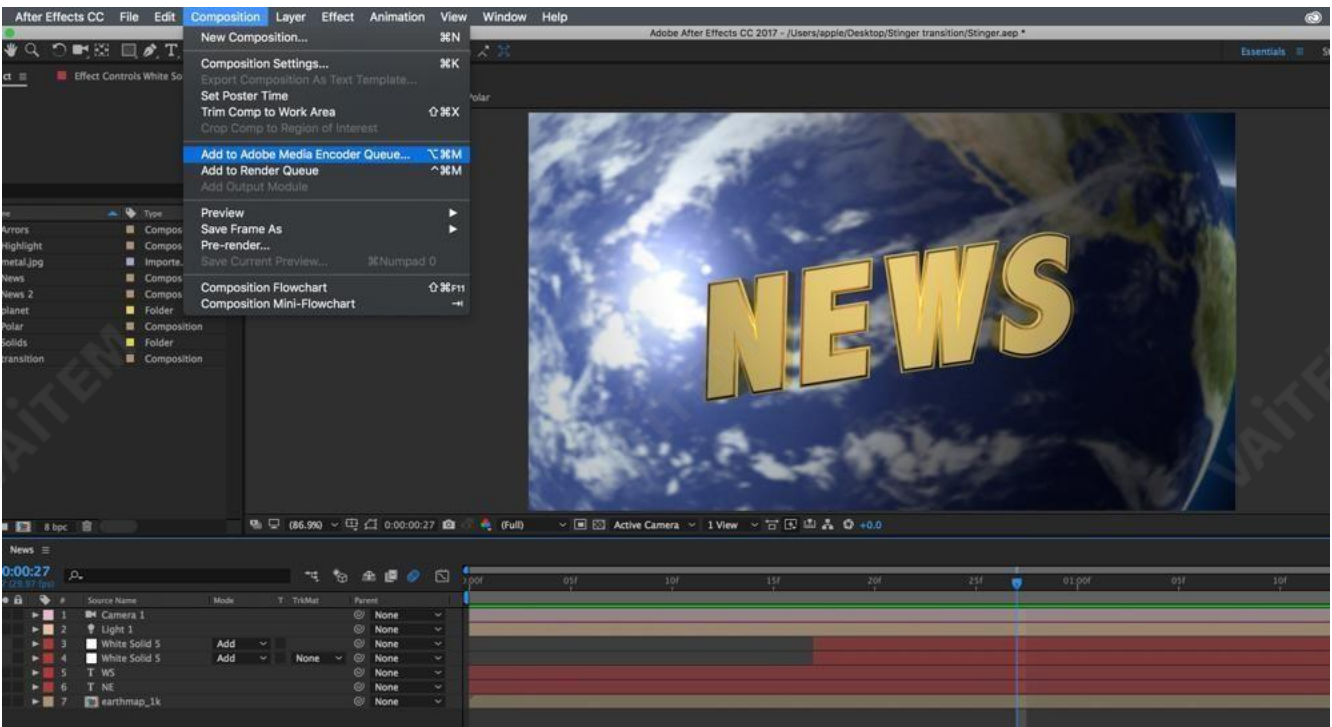 After Effects CC File Edit Composition Layer Effect Animation View Window Help
Adobe After Effects CC 2017 - /Users/apple/Desktop/Stinger transition/Stinger.aep *
Essentials
Effect Controls White So
Polar
New Composition... ⌘N
Composition Settings... ⌘K
Export Composition As Text Template...
Set Poster Time
Trim Comp to Work Area ⇧⌘X
Crop Comp to Region of Interest
Add to Adobe Media Encoder Queue... ⌥⌘M
Add to Render Queue ^⌘M
Add Output Module
Preview ▶
Save Frame As ▶
Pre-render...
Save Current Preview... ⌘Numpad 0
Composition Flowchart ⇧⌘F11
Composition Mini-Flowchart
Type
Arrors Compos
Highlight Compos
metal.jpg Importe
News Compos
News 2 Compos
planet Folder
Polar Composition
Solids Folder
transition Composition
NEWS
8 bpc
(86.9%) 0:00:00:27 (Full) Active Camera 1 View +0.0
News
0:00:27
05f 10f 15f 20f 25f 01:00f 05f 10f
# Source Name Mode T TrkMat Parent
1 Camera 1 None
2 Light 1 None
3 White Solid 5 Add None
4 White Solid 5 Add None None
5 T WS None
6 T NE None
7 earthmap_1k None